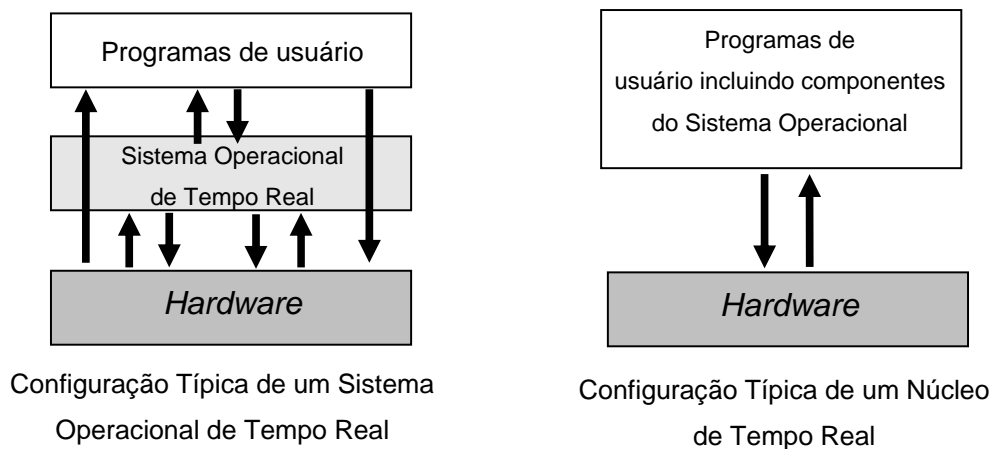 Programas de usuário
Sistema Operacional
de Tempo Real
Hardware
Configuração Típica de um Sistema
Operacional de Tempo Real
Programas de
usuário incluindo componentes
do Sistema Operacional
Hardware
Configuração Típica de um Núcleo
de Tempo Real